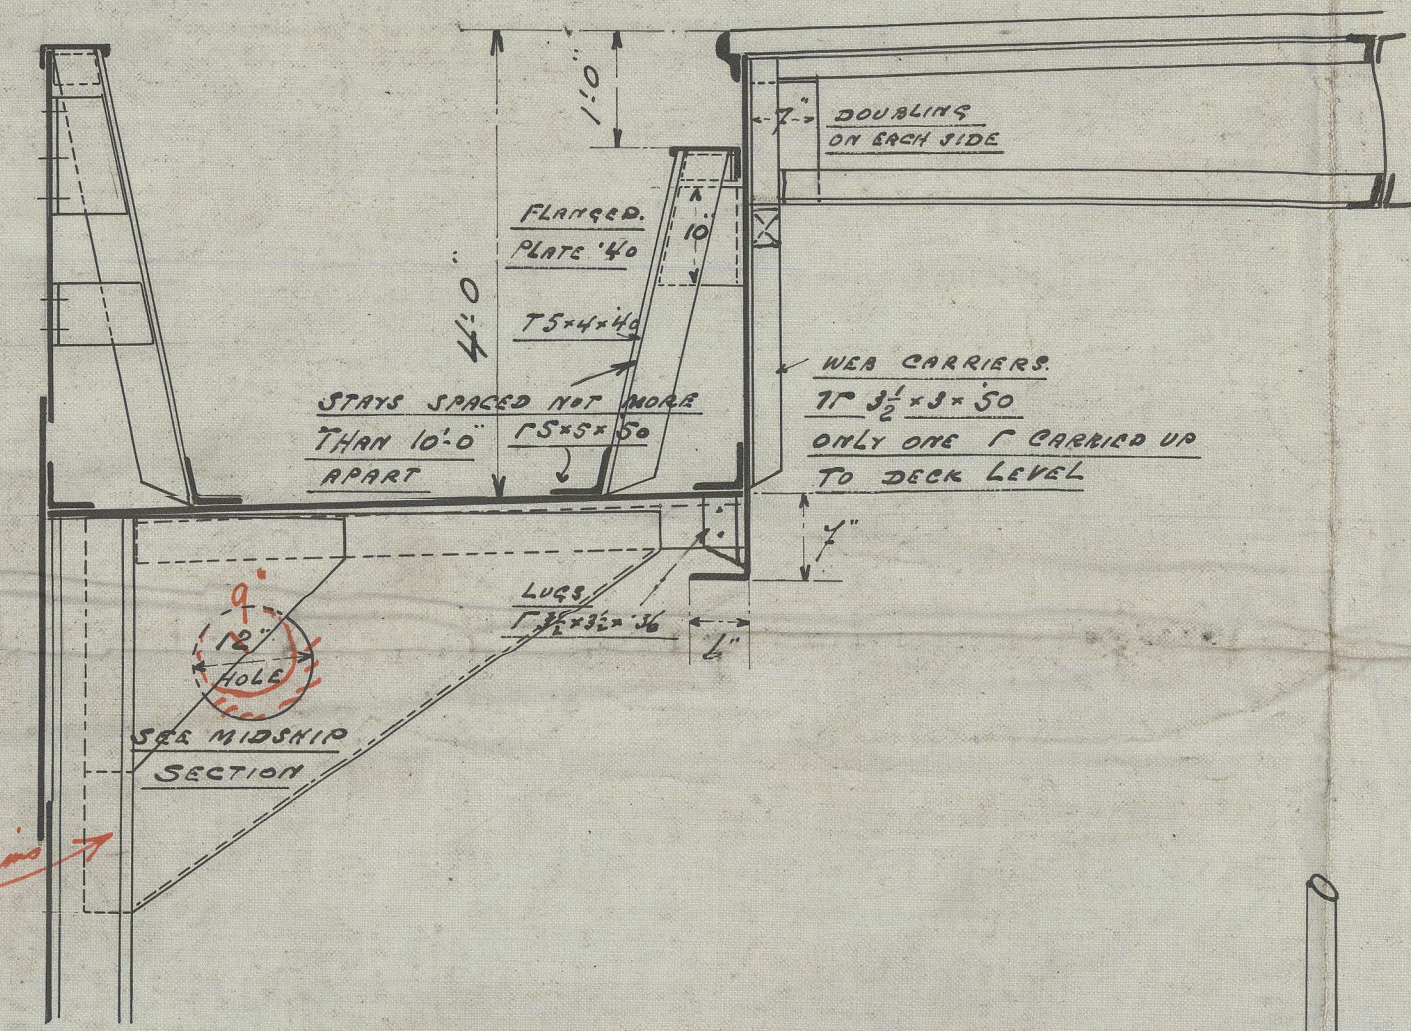 1'-0"
7"
DOUBLING
ON EACH SIDE
FLANGED.
PLATE '40
10"
4'-0"
T 5 × 4 × '40
STAYS SPACED NOT MORE
THAN 10'-0"
APART
Γ 5 × 5 × '50
WEB CARRIERS.
3½ × 3 × '50
ONLY ONE Γ CARRIED UP
TO DECK LEVEL
7"
LUGS
Γ 3½ × 3½ × '36
6"
9"
12"
HOLE
SEE MIDSHIP
SECTION